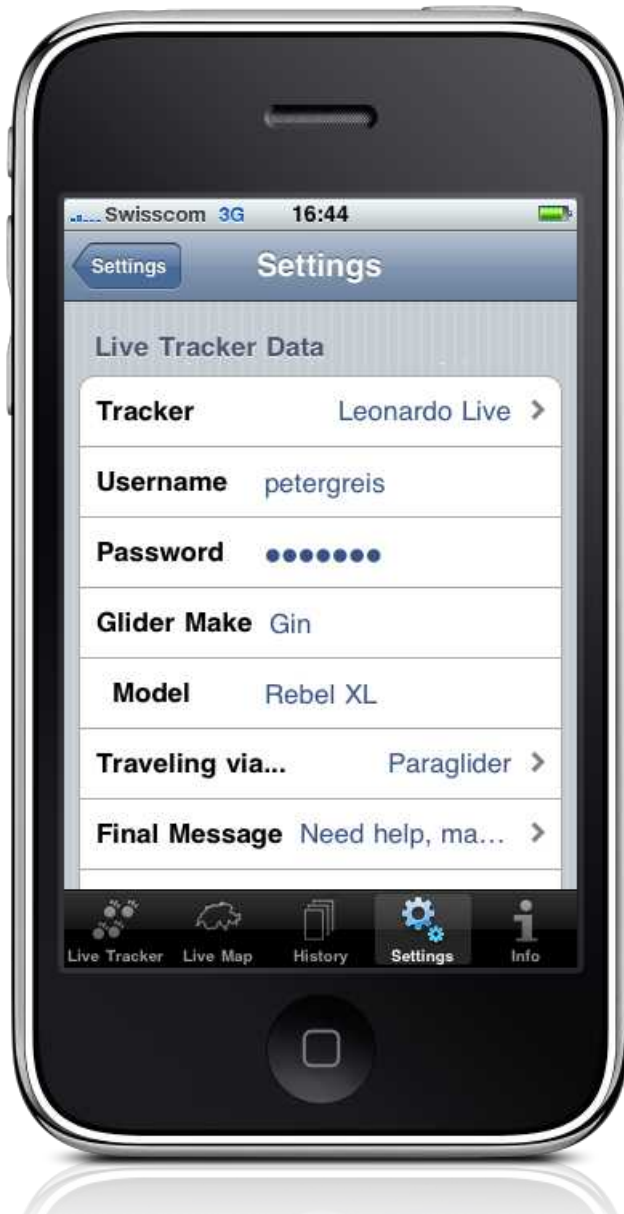 Swisscom 3G 16:44
Settings Settings
Live Tracker Data
Tracker Leonardo Live
Username petergreis
Password ●●●●●●●
Glider Make Gin
Model Rebel XL
Traveling via... Paraglider
Final Message Need help, ma...
Live Tracker Live Map History Settings Info